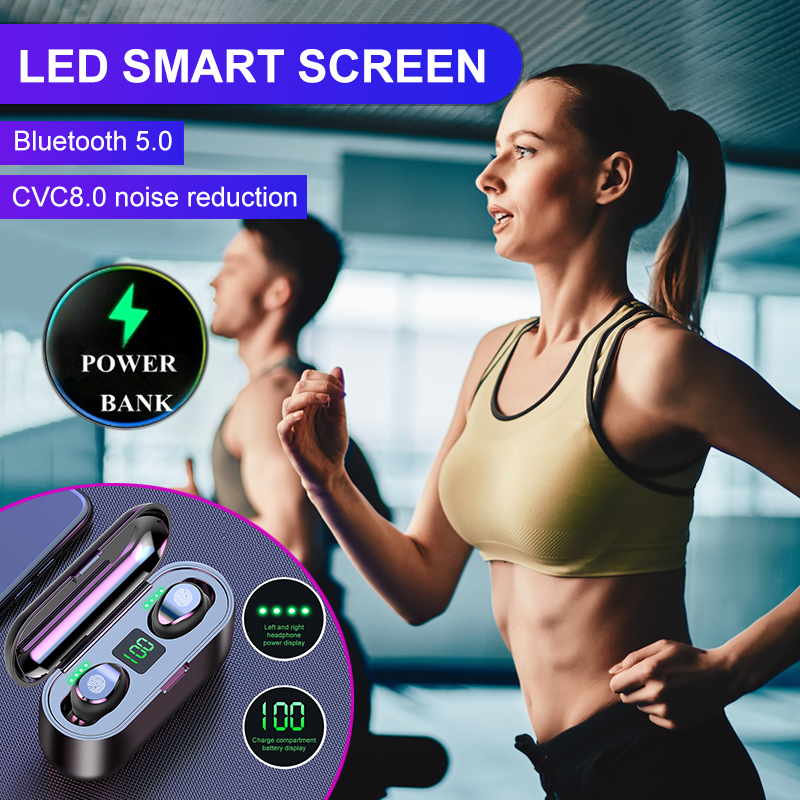 LED SMART SCREEN
Bluetooth 5.0
CVC8.0 noise reduction
POWER
BANK
Left and right
headphone
power display
100
100
Charge compartment
battery display